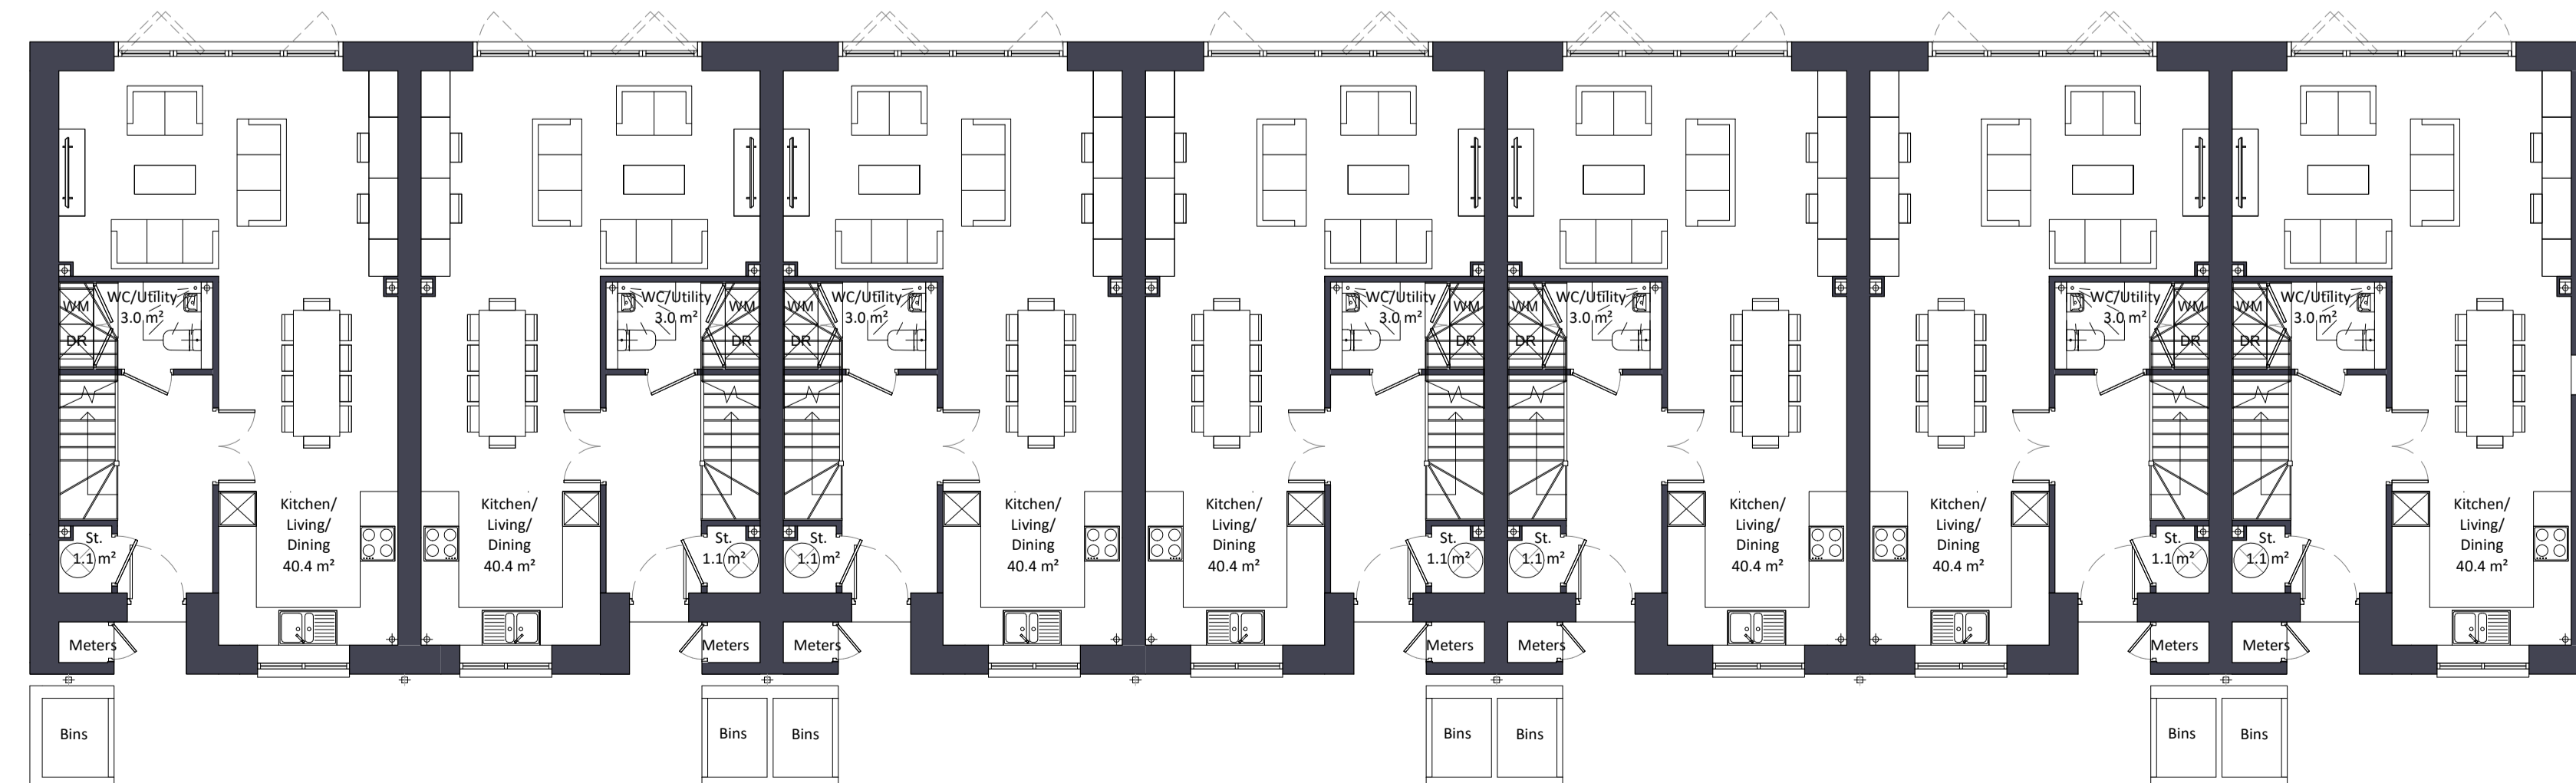 WM
DR
WC/Utility
3.0 m²
Kitchen/
Living/
Dining
40.4 m²
St.
1.1 m²
Meters
Bins
WC/Utility
3.0 m²
WM
DR
Kitchen/
Living/
Dining
40.4 m²
St.
1.1 m²
Meters
Bins
WM
DR
WC/Utility
3.0 m²
Kitchen/
Living/
Dining
40.4 m²
St.
1.1 m²
Meters
Bins
WC/Utility
3.0 m²
WM
DR
Kitchen/
Living/
Dining
40.4 m²
St.
1.1 m²
Meters
Bins
WM
DR
WC/Utility
3.0 m²
Kitchen/
Living/
Dining
40.4 m²
St.
1.1 m²
Meters
Bins
WC/Utility
3.0 m²
WM
DR
Kitchen/
Living/
Dining
40.4 m²
St.
1.1 m²
Meters
Bins
WM
DR
WC/Utility
3.0 m²
Kitchen/
Living/
Dining
40.4 m²
St.
1.1 m²
Meters
Bins